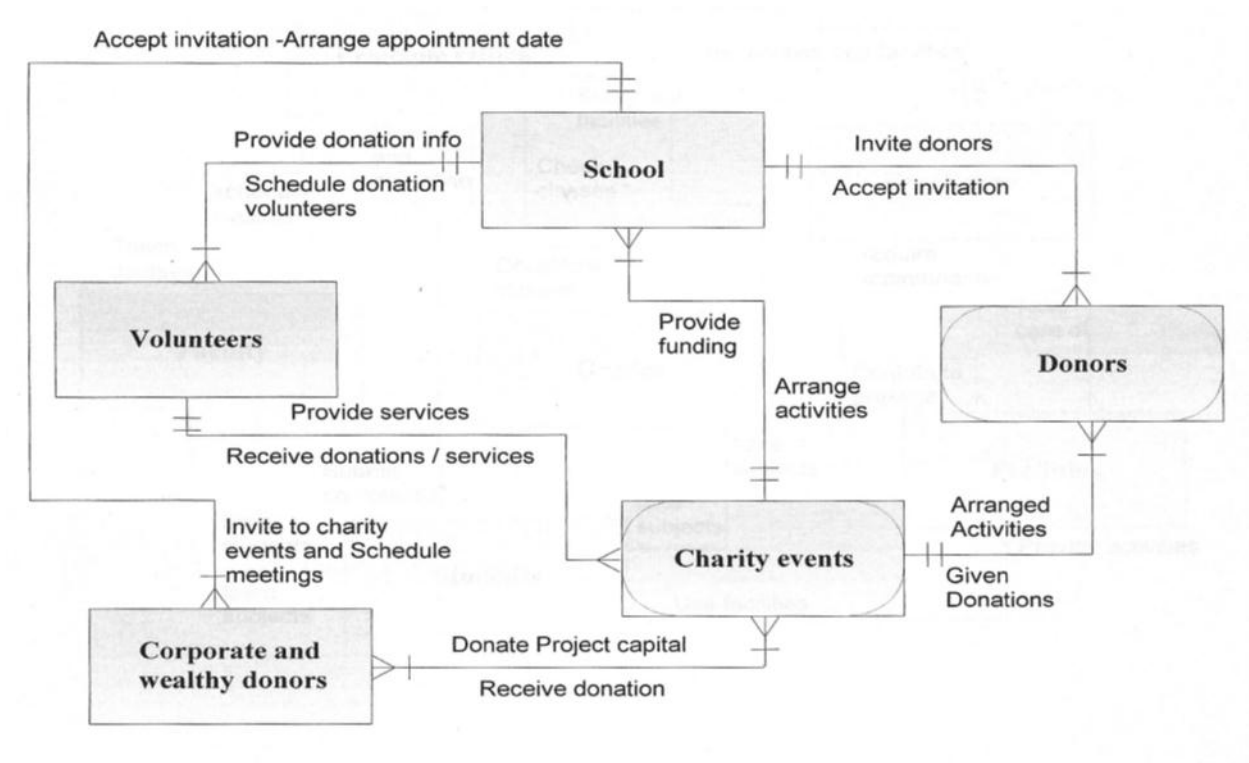 Accept invitation -Arrange appointment date
Provide donation info
School
Invite donors
Schedule donation
volunteers
Accept invitation
Volunteers
Provide
funding
Donors
Arrange
activities
Provide services
Receive donations / services
Arranged
Activities
Invite to charity
events and Schedule
meetings
Charity events
Given
Donations
Corporate and
wealthy donors
Donate Project capital
Receive donation